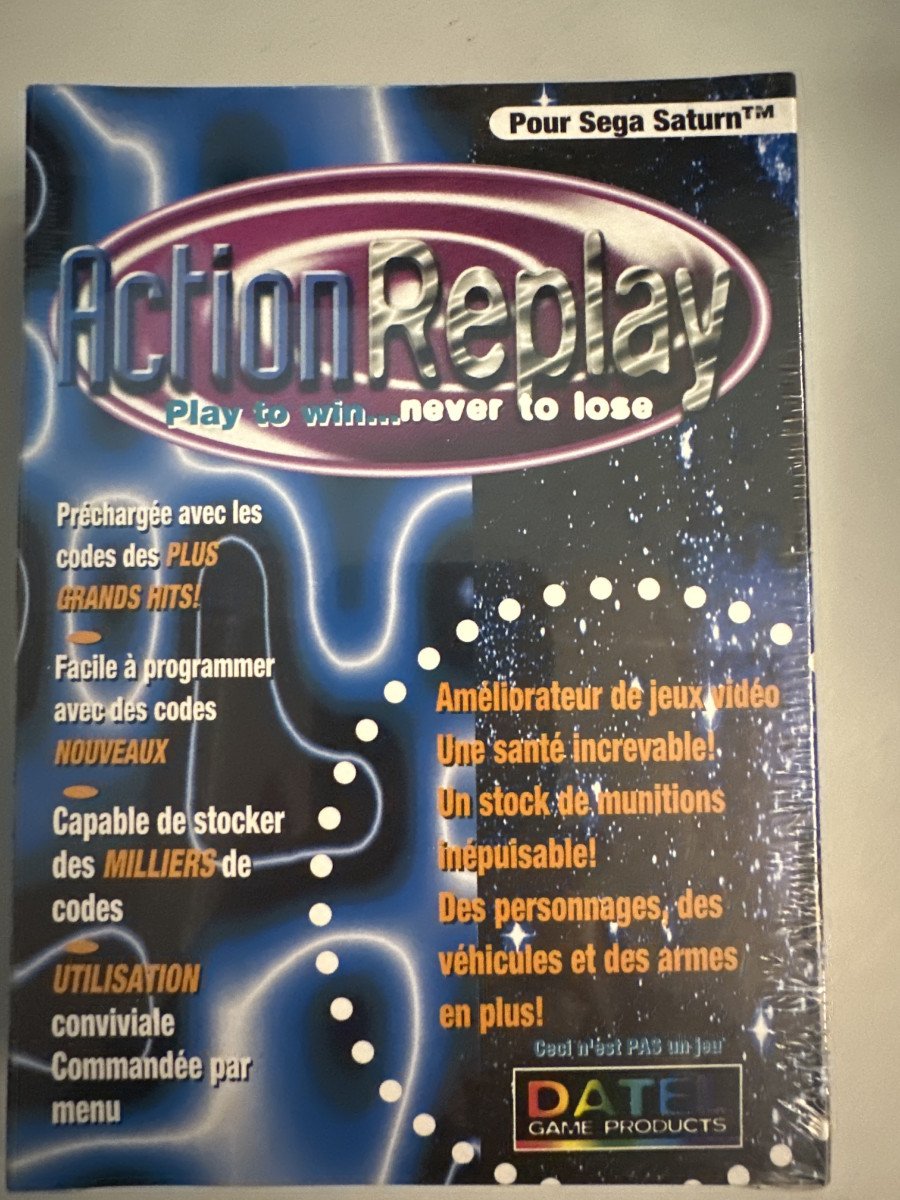 Pour Sega Saturn™
Action Replay
Play to win...never to lose
Préchargée avec les
codes des PLUS
GRANDS HITS!
Facile à programmer
avec des codes
NOUVEAUX
Capable de stocker
des MILLIERS de
codes
UTILISATION
conviviale
Commandée par
menu
Améliorateur de jeux vidéo
Une santé increvable!
Un stock de munitions
inépuisable!
Des personnages, des
véhicules et des armes
en plus!
Ceci n'est PAS un jeu
DATEL
GAME PRODUCTS